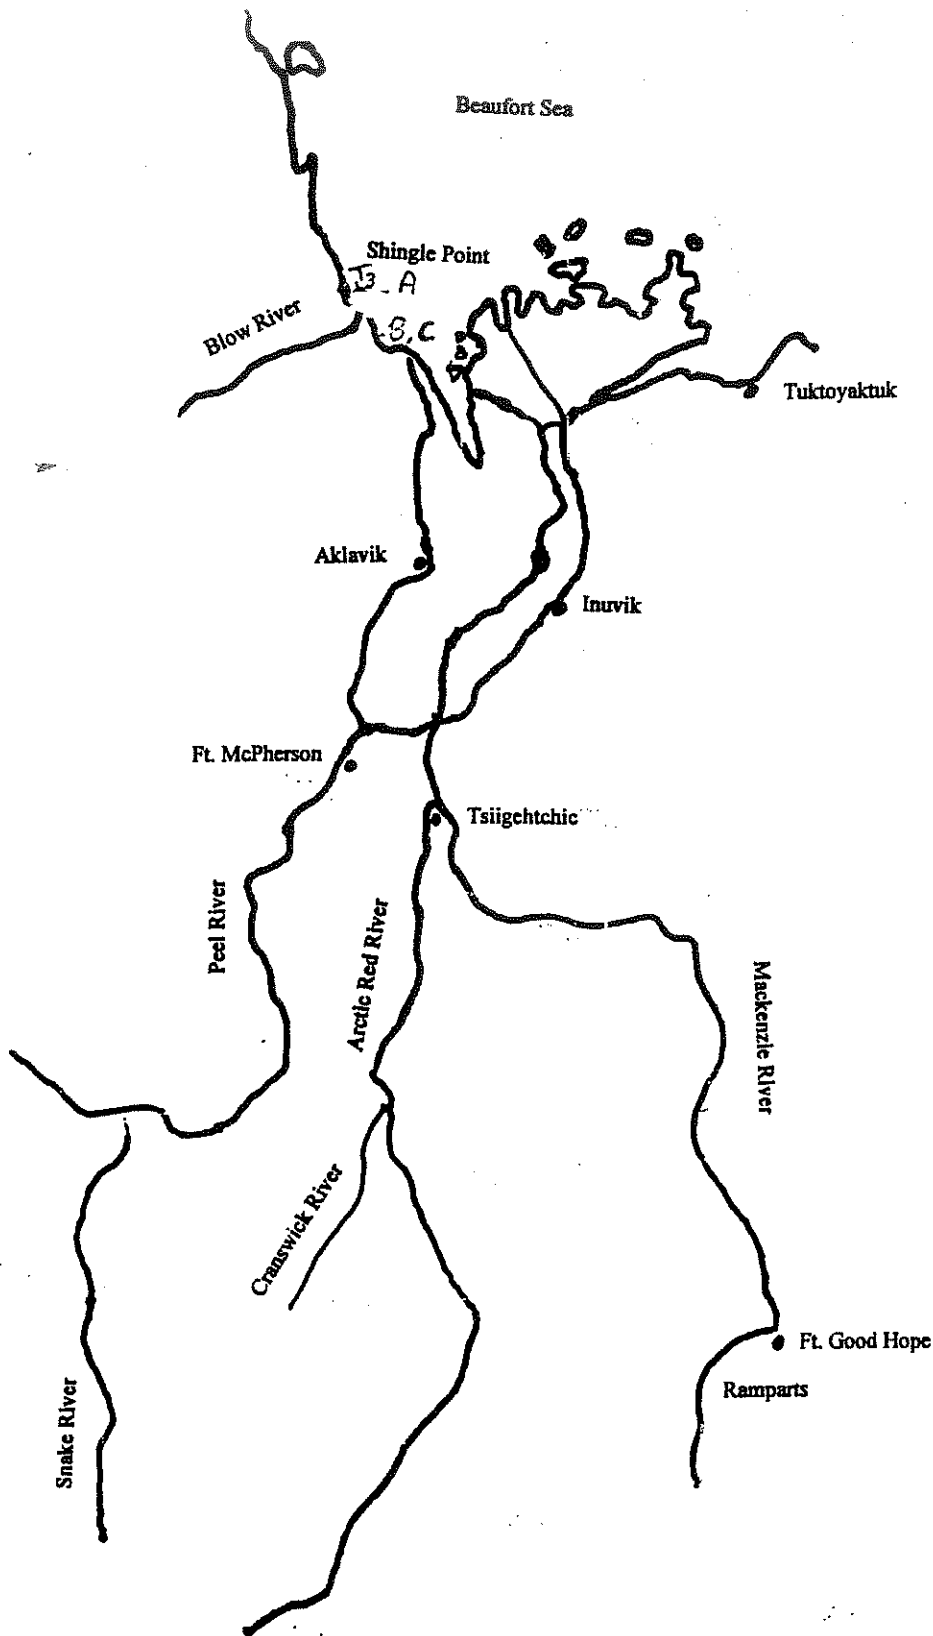 Beaufort Sea
Shingle Point
A
Blow River
B, C
Tuktoyaktuk
Aklavik
Inuvik
Ft. McPherson
Tsiigehtchic
Peel River
Arctic Red River
Mackenzie River
Cranswick River
Ft. Good Hope
Ramparts
Snake River